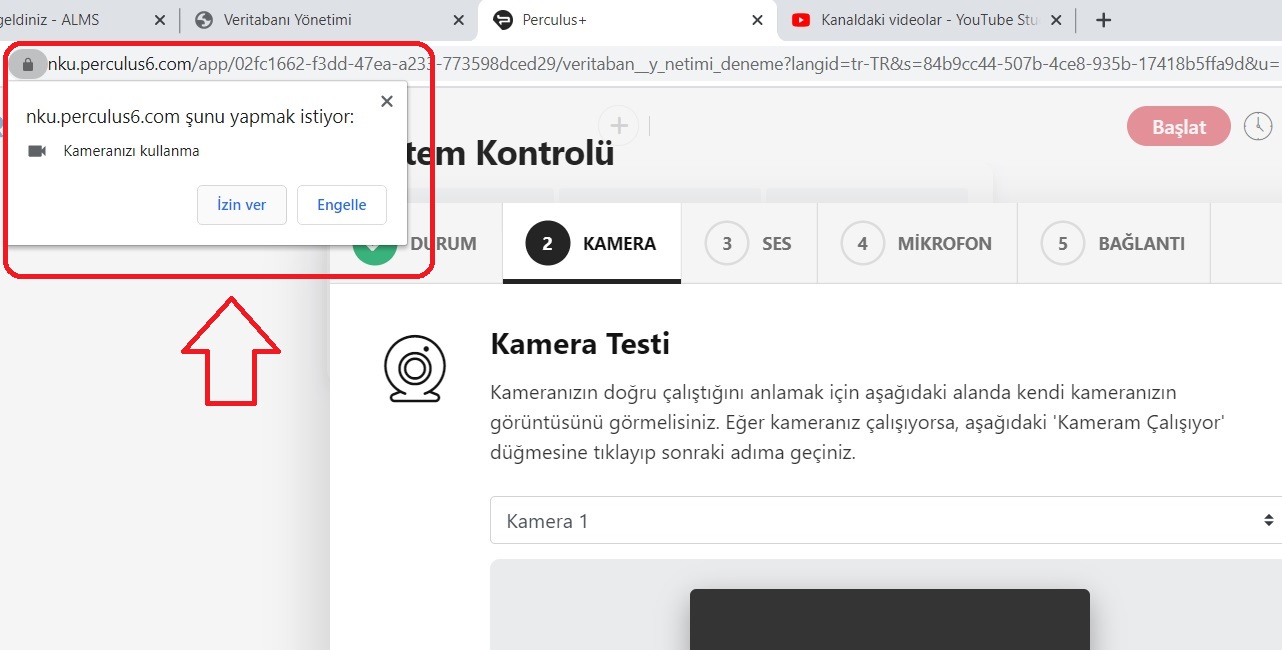 geldiniz - ALMS
Veritabanı Yönetimi
Perculus+
Kanaldaki videolar - YouTube Stu
nku.perculus6.com/app/02fc1662-f3dd-47ea-a233-773598dced29/veritaban__y_netimi_deneme?langid=tr-TR&s=84b9cc44-507b-4ce8-935b-17418b5ffa9d&u=
nku.perculus6.com şunu yapmak istiyor:
Kameranızı kullanma
İzin ver
Engelle
tem Kontrolü
Başlat
DURUM
2 KAMERA
3 SES
4 MİKROFON
5 BAĞLANTI
Kamera Testi
Kameranızın doğru çalıştığını anlamak için aşağıdaki alanda kendi kameranızın
görüntüsünü görmelisiniz. Eğer kameranız çalışıyorsa, aşağıdaki 'Kameram Çalışıyor'
düğmesine tıklayıp sonraki adıma geçiniz.
Kamera 1